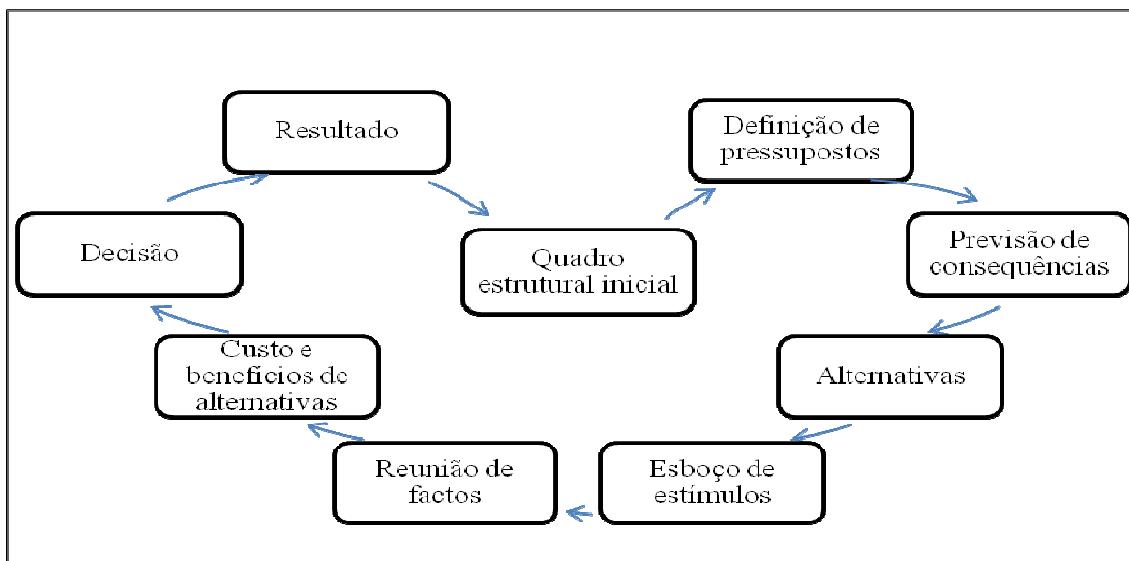 Resultado
Definição de
pressupostos
Decisão
Quadro
estrutural inicial
Previsão de
consequências
Custo e
benefícios de
alternativas
Alternativas
Reunião de
factos
Esboço de
estímulos